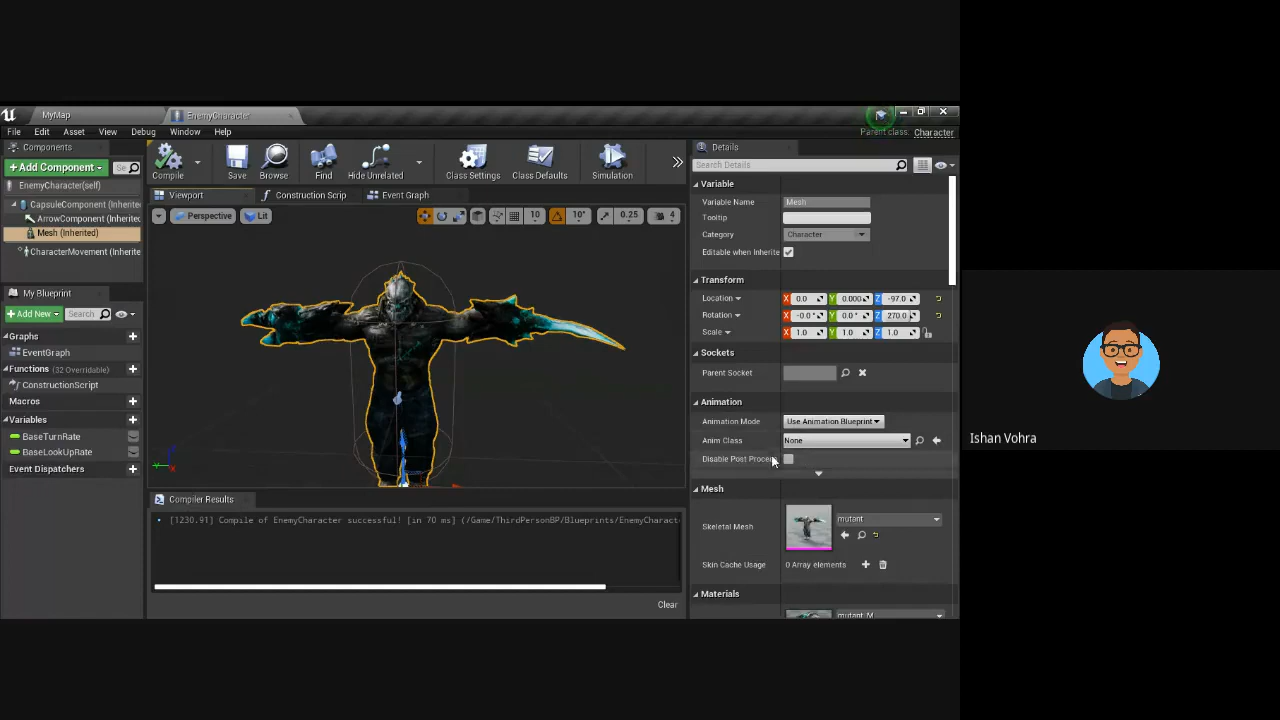 MyMap
EnemyCharacter
File Edit Asset View Debug Window Help
Parent class: Character
Components
+ Add Component
Se
EnemyCharacter(self)
CapsuleComponent (Inherite
ArrowComponent (Inherite
Mesh (Inherited)
CharacterMovement (Inherite
My Blueprint
+ Add New
Search
Graphs
EventGraph
Functions (32 Overridable)
ConstructionScript
Macros
Variables
BaseTurnRate
BaseLookUpRate
Event Dispatchers
Compile
Save
Browse
Find
Hide Unrelated
Class Settings
Class Defaults
Simulation
Viewport
Construction Scrip
Event Graph
Perspective
Lit
10
10°
0.25
4
Compiler Results
[1230.91] Compile of EnemyCharacter successful! [in 70 ms] (/Game/ThirdPersonBP/Blueprints/EnemyCharact
Clear
Details
Search Details
Variable
Variable Name Mesh
Tooltip
Category Character
Editable when Inherite
Transform
Location X 0.0 Y 0.000 Z -97.0
Rotation X -0.0° Y 0.0° Z 270.0
Scale X 1.0 Y 1.0 Z 1.0
Sockets
Parent Socket
Animation
Animation Mode Use Animation Blueprint
Anim Class None
Disable Post Proce
Mesh
Skeletal Mesh mutant
Skin Cache Usage 0 Array elements
Materials
mutant_M
Ishan Vohra